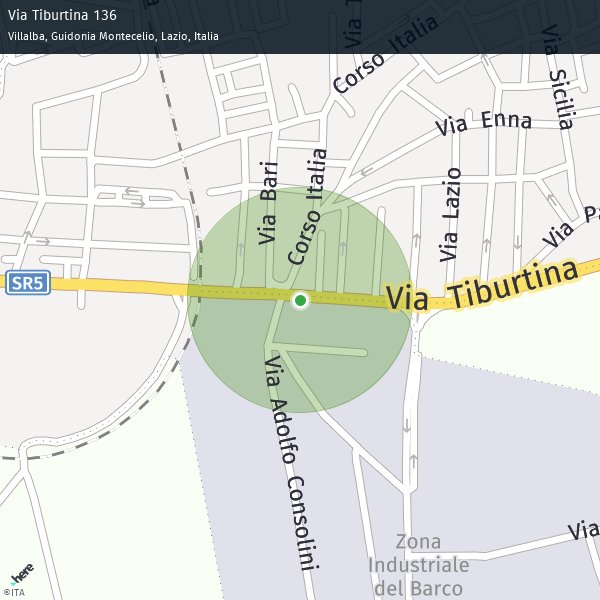 Via Tiburtina 136
Villalba, Guidonia Montecelio, Lazio, Italia
Via T
Corso Italia
Via Sicilia
Via Enna
Via Bari
Corso Italia
Via Lazio
Via Pa
SR5
Via Tiburtina
Via Adolfo Consolini
Via
Zona
Industriale
del Barco
here
©ITA